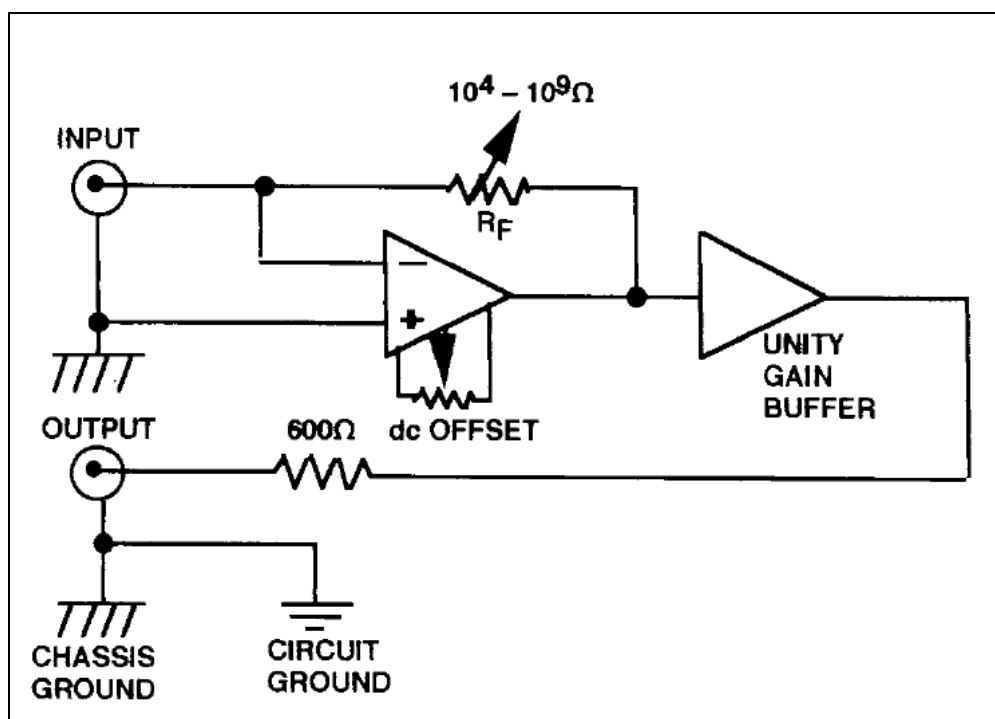 10⁴ – 10⁹Ω
INPUT
R_F
−
+
UNITY
GAIN
BUFFER
OUTPUT
600Ω
dc OFFSET
CHASSIS
GROUND
CIRCUIT
GROUND